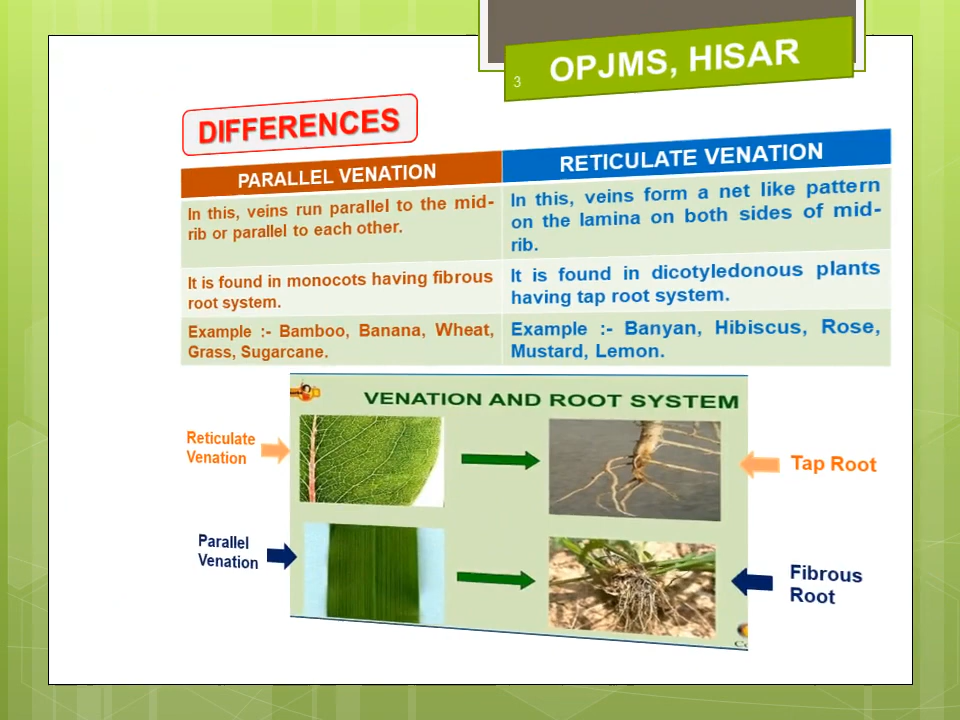 OPJMS, HISAR
3
DIFFERENCES
PARALLEL VENATION
RETICULATE VENATION
In this, veins run parallel to the mid-
rib or parallel to each other.
In this, veins form a net like pattern
on the lamina on both sides of mid-
rib.
It is found in monocots having fibrous
root system.
It is found in dicotyledonous plants
having tap root system.
Example :- Bamboo, Banana, Wheat,
Grass, Sugarcane.
Example :- Banyan, Hibiscus, Rose,
Mustard, Lemon.
VENATION AND ROOT SYSTEM
Reticulate
Venation
Tap Root
Parallel
Venation
Fibrous
Root